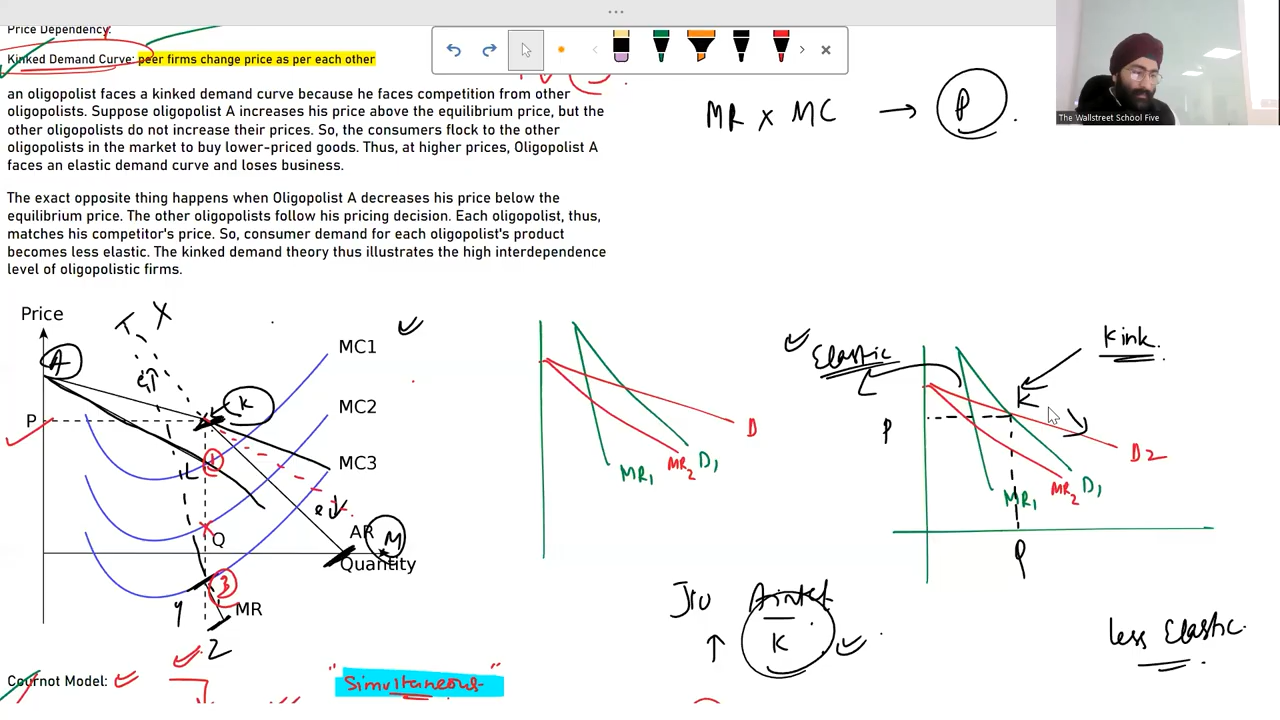 Price Dependency:
Kinked Demand Curve: peer firms change price as per each other
an oligopolist faces a kinked demand curve because he faces competition from other
oligopolists. Suppose oligopolist A increases his price above the equilibrium price, but the
other oligopolists do not increase their prices. So, the consumers flock to the other
oligopolists in the market to buy lower-priced goods. Thus, at higher prices, Oligopolist A
faces an elastic demand curve and loses business.
The exact opposite thing happens when Oligopolist A decreases his price below the
equilibrium price. The other oligopolists follow his pricing decision. Each oligopolist, thus,
matches his competitor's price. So, consumer demand for each oligopolist's product
becomes less elastic. The kinked demand theory thus illustrates the high interdependence
level of oligopolistic firms.
MR x MC → P.
The Wallstreet School Five
Price
X
A
MC1
K
MC2
P
MC3
L
Q
AR
M
Quantity
3
MR
Y
Z
D
MR1
MR2
D1
Elastic
Kink.
K
P
D2
MR1
MR2
D1
Jio
K
less Elastic.
Cournot Model:
"Simultaneous"